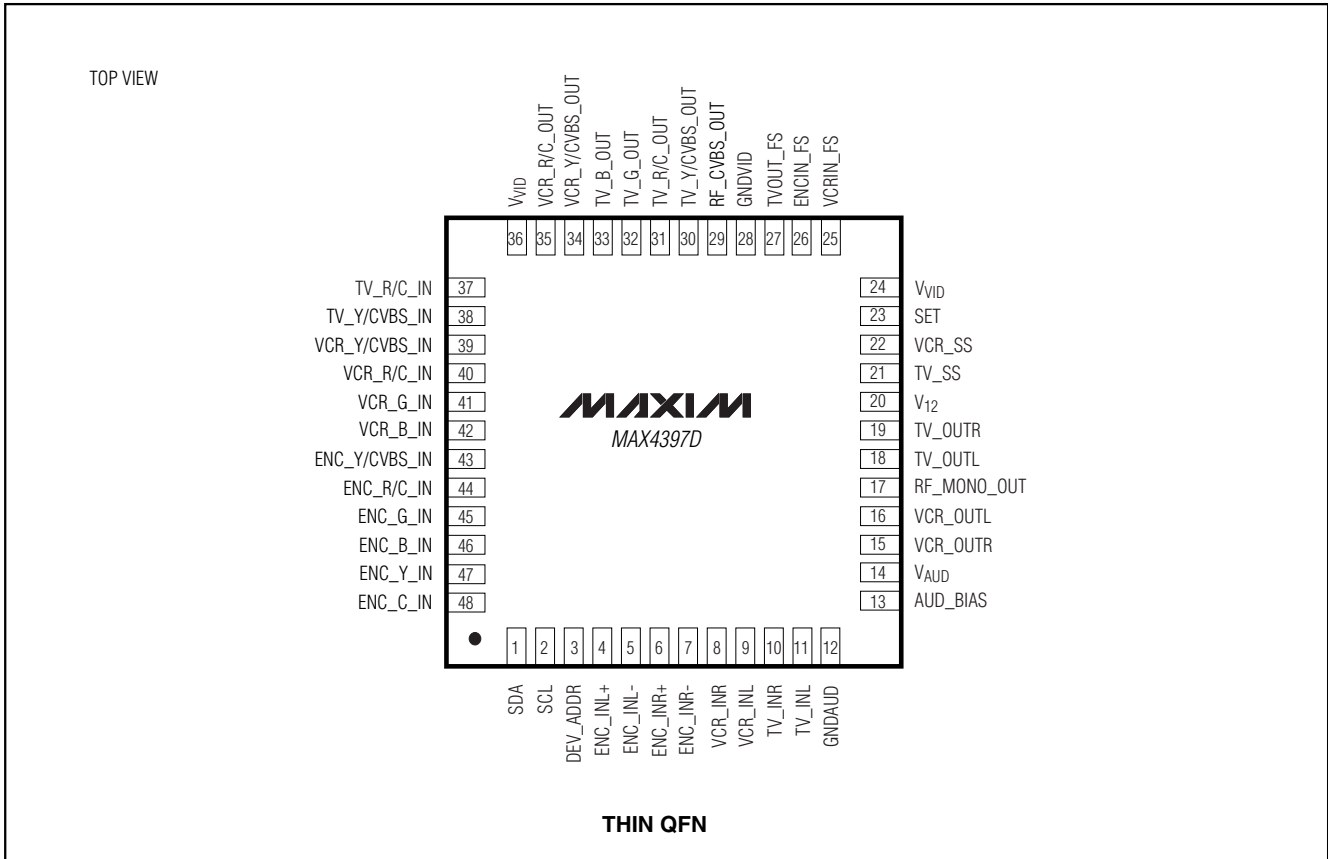 TOP VIEW
VVID
VCR_R/C_OUT
VCR_Y/CVBS_OUT
TV_B_OUT
TV_G_OUT
TV_R/C_OUT
TV_Y/CVBS_OUT
RF_CVBS_OUT
GNDVID
TVOUT_FS
ENCIN_FS
VCRIN_FS
36 35 34 33 32 31 30 29 28 27 26 25
TV_R/C_IN 37
TV_Y/CVBS_IN 38
VCR_Y/CVBS_IN 39
VCR_R/C_IN 40
VCR_G_IN 41
VCR_B_IN 42
ENC_Y/CVBS_IN 43
ENC_R/C_IN 44
ENC_G_IN 45
ENC_B_IN 46
ENC_Y_IN 47
ENC_C_IN 48
MAXIM
MAX4397D
24 VVID
23 SET
22 VCR_SS
21 TV_SS
20 V12
19 TV_OUTR
18 TV_OUTL
17 RF_MONO_OUT
16 VCR_OUTL
15 VCR_OUTR
14 VAUD
13 AUD_BIAS
1 2 3 4 5 6 7 8 9 10 11 12
SDA
SCL
DEV_ADDR
ENC_INL+
ENC_INL-
ENC_INR+
ENC_INR-
VCR_INR
VCR_INL
TV_INR
TV_INL
GNDAUD
THIN QFN